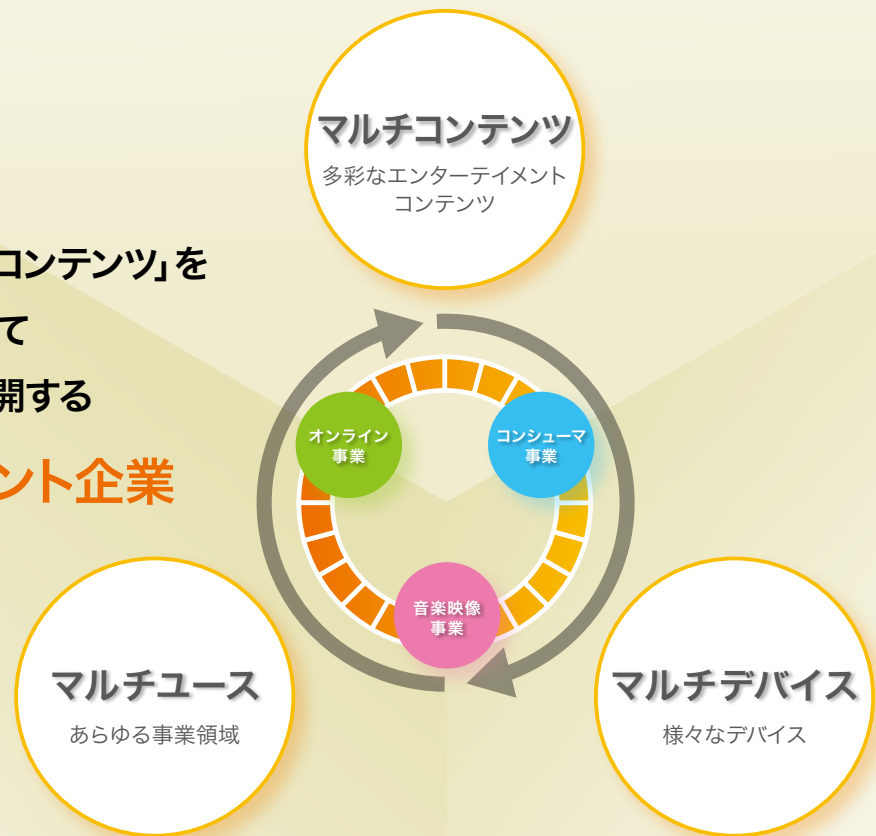 マルチコンテンツ
多彩なエンターテイメント
コンテンツ
コンテンツ」を
て
開する
ント企業
オンライン
事業
コンシューマ
事業
音楽映像
事業
マルチユース
あらゆる事業領域
マルチデバイス
様々なデバイス